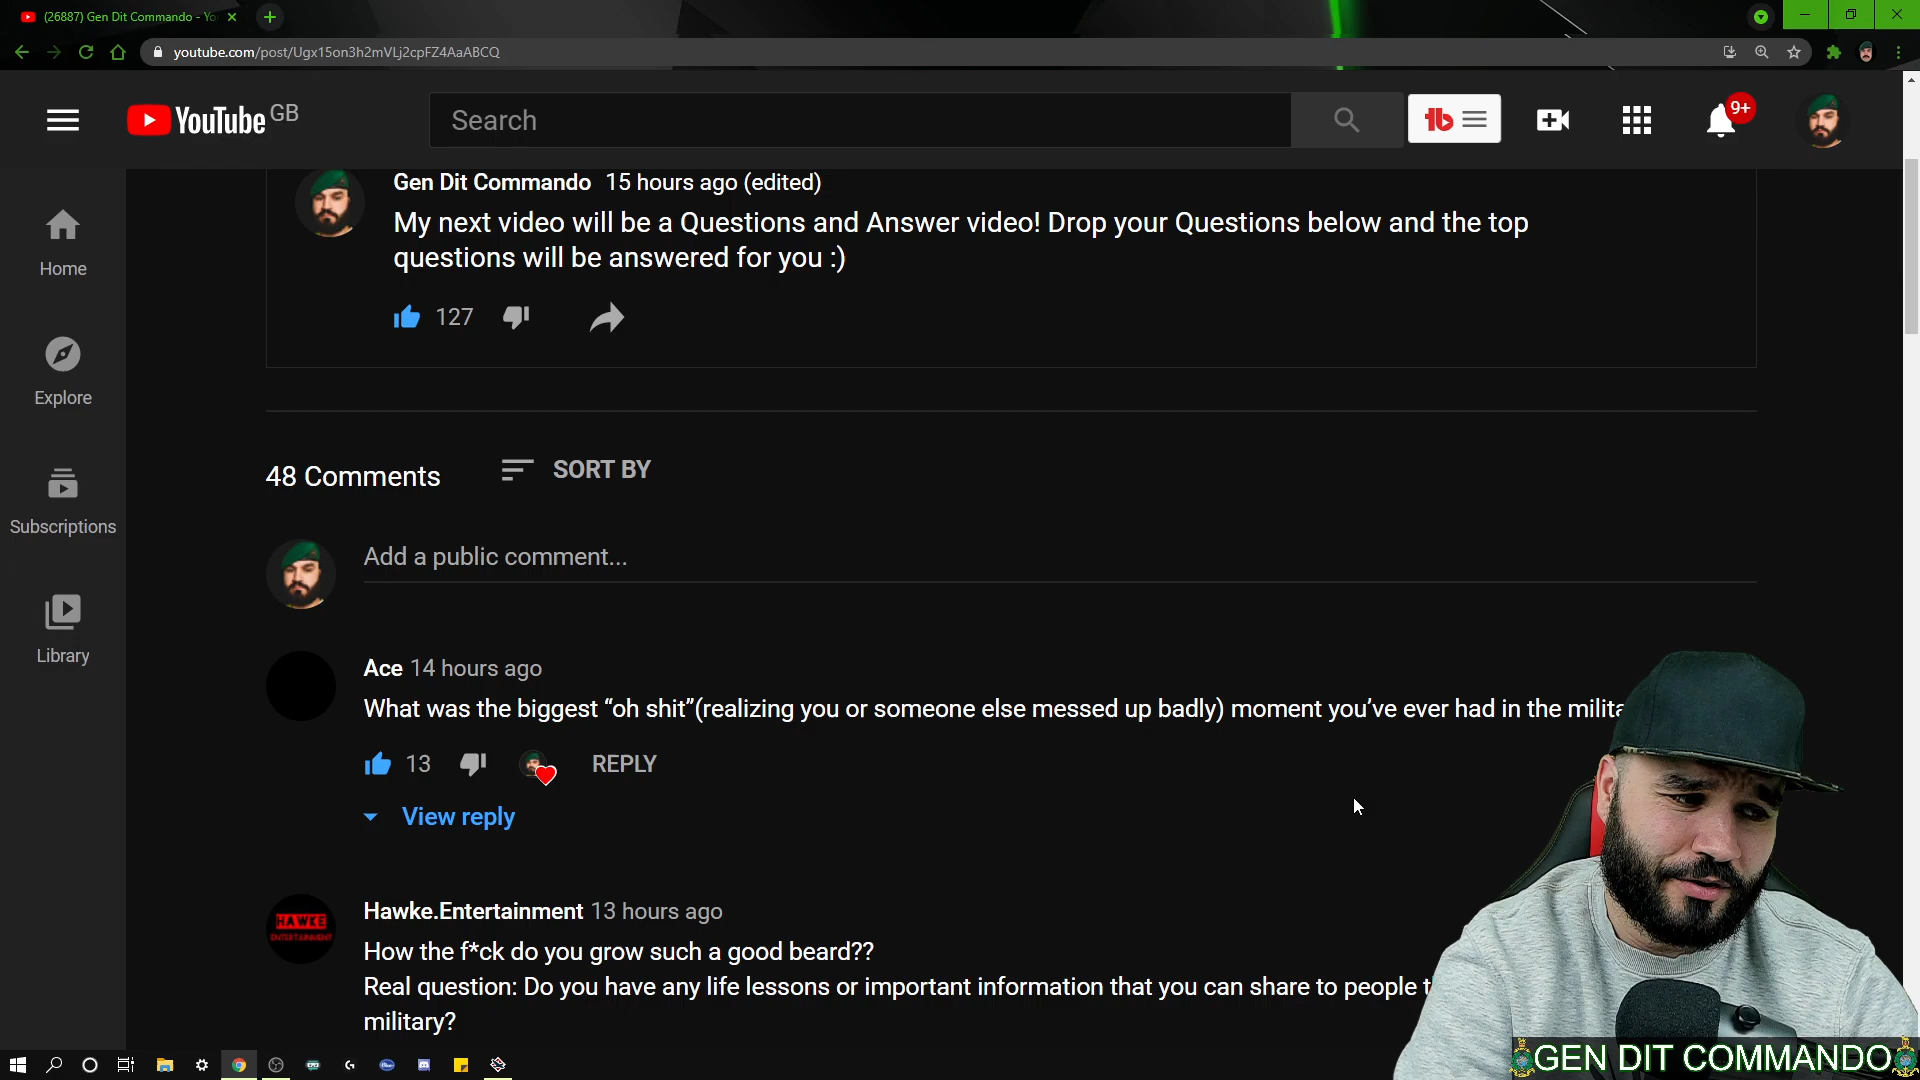 (26887) Gen Dit Commando - Yo
youtube.com/post/Ugx15on3h2mVLj2cpFZ4AaABCQ
YouTube GB
Search
9+
Home
Explore
Subscriptions
Library
Gen Dit Commando 15 hours ago (edited)
My next video will be a Questions and Answer video! Drop your Questions below and the top
questions will be answered for you :)
127
48 Comments
SORT BY
Add a public comment...
Ace 14 hours ago
What was the biggest “oh shit”(realizing you or someone else messed up badly) moment you’ve ever had in the milita
13
REPLY
View reply
HAWKE
ENTERTAINMENT
Hawke.Entertainment 13 hours ago
How the f*ck do you grow such a good beard??
Real question: Do you have any life lessons or important information that you can share to people t
military?
GEN DIT COMMANDO